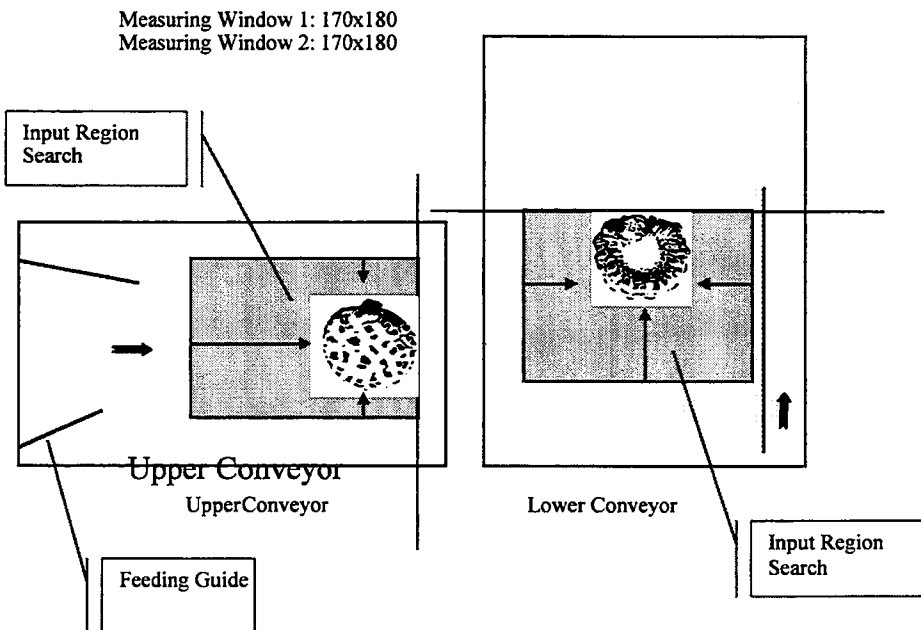 Measuring Window 1: 170x180
Measuring Window 2: 170x180
Input Region
Search
Upper Conveyor
UpperConveyor
Lower Conveyor
Feeding Guide
Input Region
Search